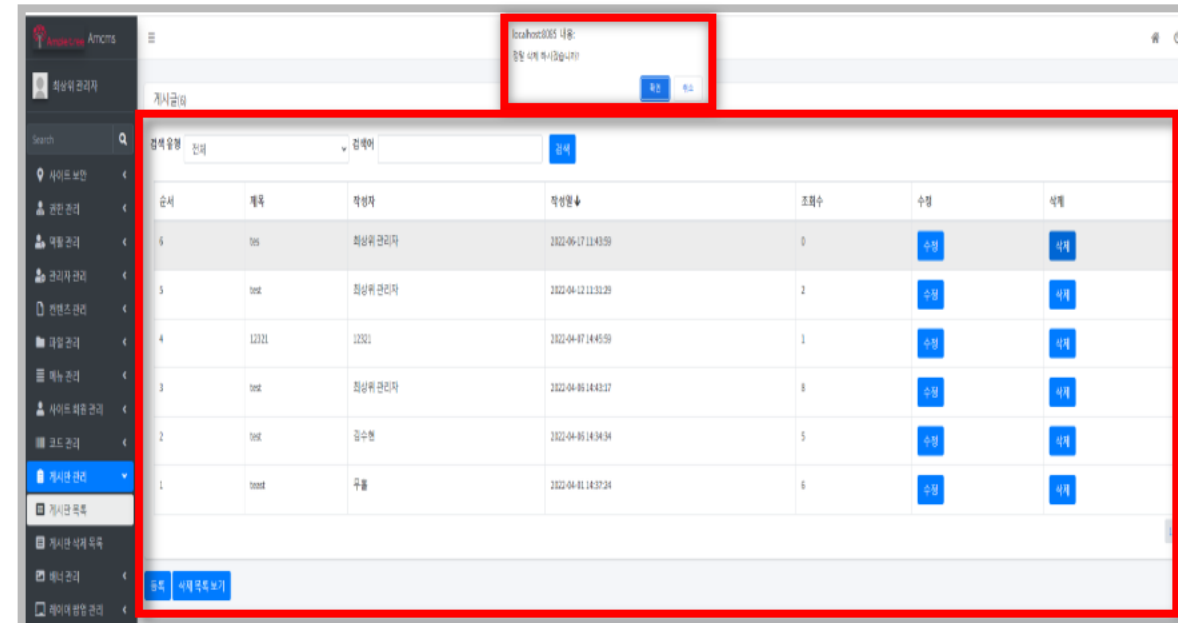 Amcms
localhost:8085 내용:
정말 삭제 하시겠습니까?
확인 취소
최상위 관리자
게시글(6)
Search
검색 유형 전체 검색어 검색
사이트 보안
권한 관리
역할 관리
관리자 관리
컨텐츠 관리
파일 관리
메뉴 관리
사이트 회원 관리
코드 관리
게시판 관리
게시판 목록
게시판 삭제 목록
배너 관리
레이어 팝업 관리
순서 제목 작성자 작성일 조회수 수정 삭제
6 tes 최상위 관리자 2022-06-17 11:43:59 0 수정 삭제
5 test 최상위 관리자 2022-04-12 11:31:29 2 수정 삭제
4 12321 12321 2022-04-07 14:45:59 1 수정 삭제
3 test 최상위 관리자 2022-04-06 14:43:17 8 수정 삭제
2 test 김수현 2022-04-06 14:34:34 5 수정 삭제
1 teast 2022-04-01 14:37:24 6 수정 삭제
등록 삭제 목록 보기